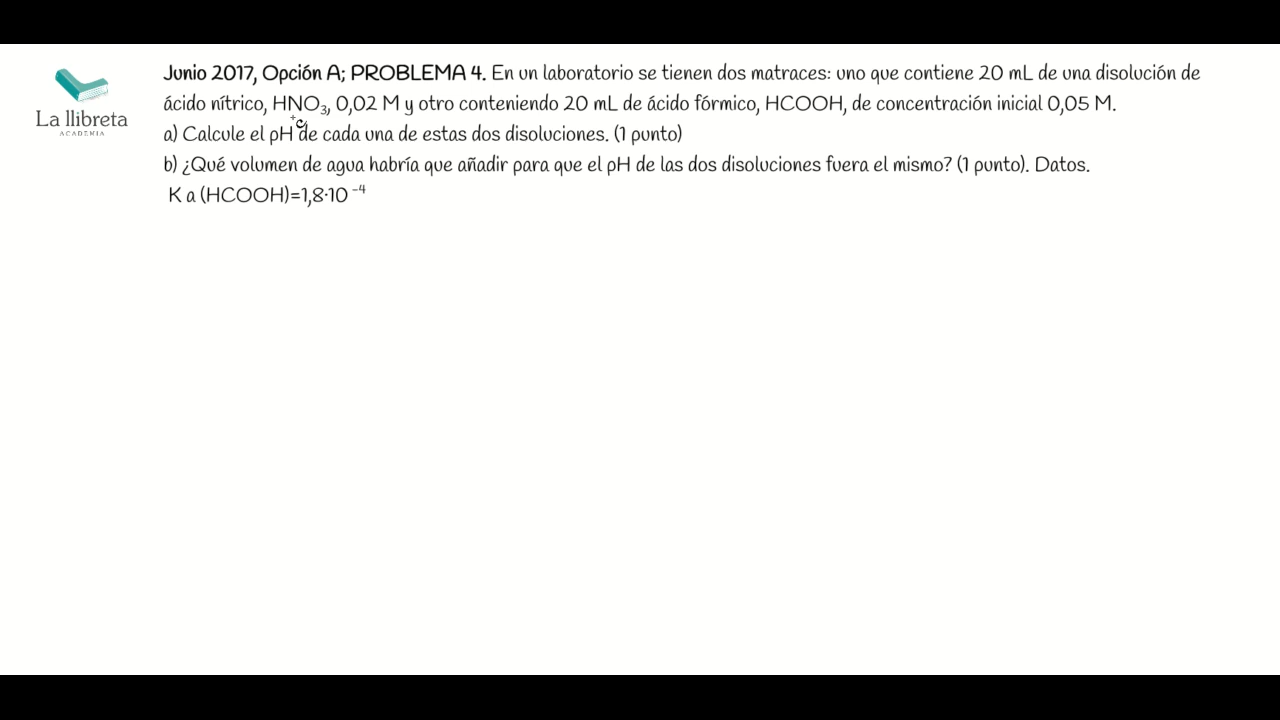 La llibreta
ACADEMIA
Junio 2017, Opción A; PROBLEMA 4. En un laboratorio se tienen dos matraces: uno que contiene 20 mL de una disolución de
ácido nítrico, HNO₃, 0,02 M y otro conteniendo 20 mL de ácido fórmico, HCOOH, de concentración inicial 0,05 M.
a) Calcule el pH de cada una de estas dos disoluciones. (1 punto)
b) ¿Qué volumen de agua habría que añadir para que el pH de las dos disoluciones fuera el mismo? (1 punto). Datos.
K a (HCOOH)=1,8·10⁻⁴